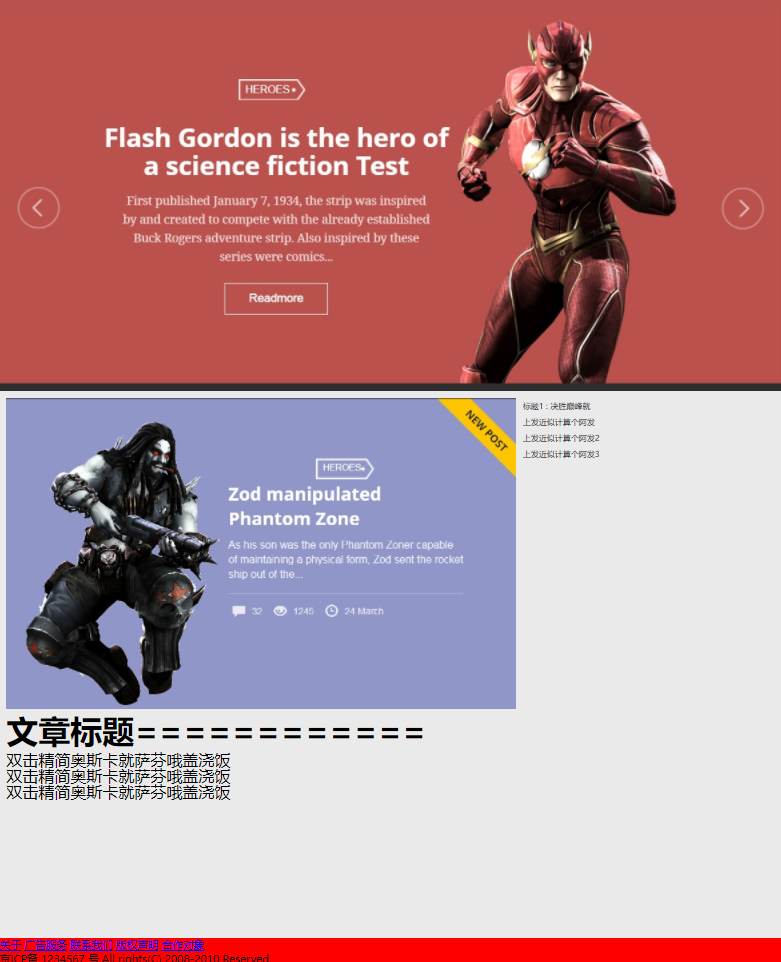 HEROES
Flash Gordon is the hero of
a science fiction Test
First published January 7, 1934, the strip was inspired
by and created to compete with the already established
Buck Rogers adventure strip. Also inspired by these
series were comics...
Readmore
NEW POST
HEROES
Zod manipulated
Phantom Zone
As his son was the only Phantom Zoner capable
of maintaining a physical form, Zod sent the rocket
ship out of the...
32 1245 24 March
标题1 : 决胜巅峰就
上发近似计算个阿发
上发近似计算个阿发2
上发近似计算个阿发3
文章标题= = = = = = = = = = = =
双击精简奥斯卡就萨芬哦盖浇饭
双击精简奥斯卡就萨芬哦盖浇饭
双击精简奥斯卡就萨芬哦盖浇饭
关于 广告服务 联系我们 版权声明 合作对象
京ICP备 1234567 号 All rights(C) 2008-2010 Reserved